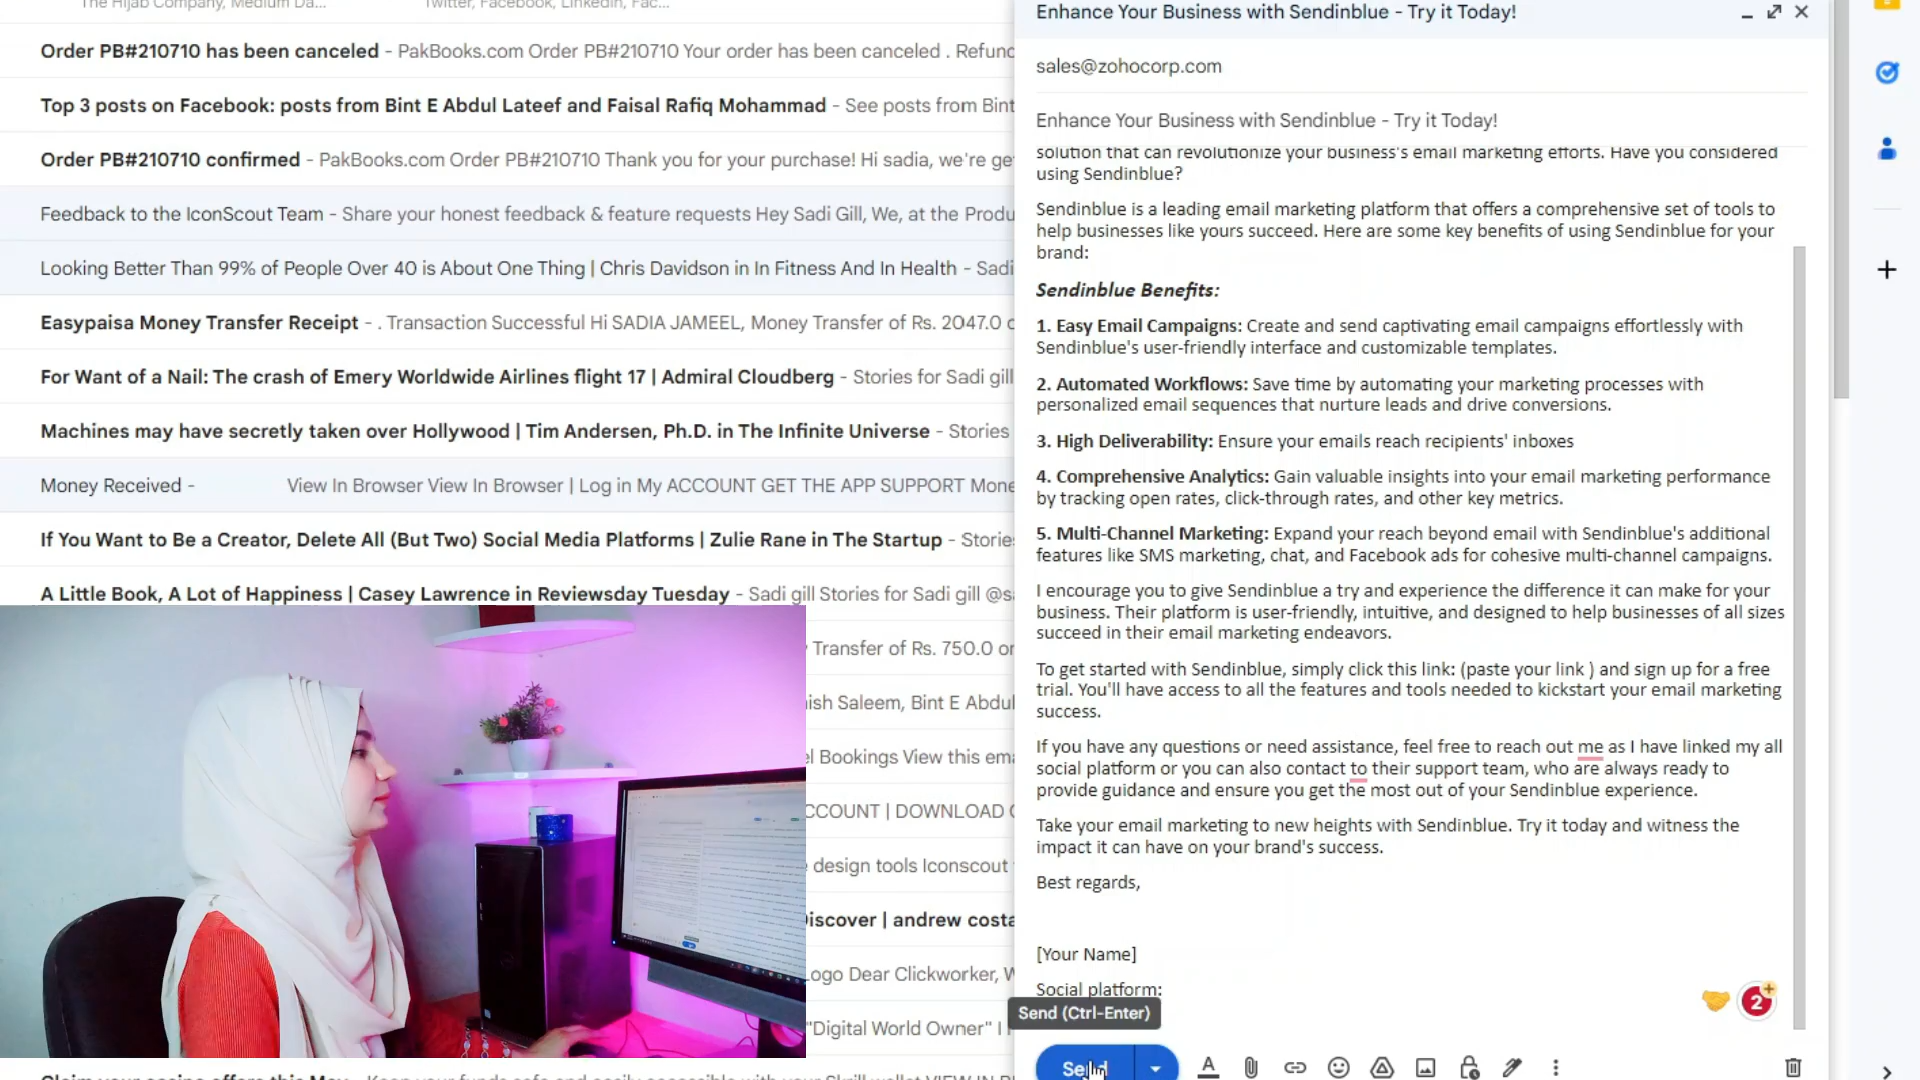 The Hijab Company, Medium Da...
Twitter, Facebook, LinkedIn, Fac...
Order PB#210710 has been canceled - PakBooks.com Order PB#210710 Your order has been canceled . Refund
Top 3 posts on Facebook: posts from Bint E Abdul Lateef and Faisal Rafiq Mohammad - See posts from Bint
Order PB#210710 confirmed - PakBooks.com Order PB#210710 Thank you for your purchase! Hi sadia, we're ge
Feedback to the IconScout Team - Share your honest feedback & feature requests Hey Sadi Gill, We, at the Produ
Looking Better Than 99% of People Over 40 is About One Thing | Chris Davidson in In Fitness And In Health - Sadi
Easypaisa Money Transfer Receipt - . Transaction Successful Hi SADIA JAMEEL, Money Transfer of Rs. 2047.0 o
For Want of a Nail: The crash of Emery Worldwide Airlines flight 17 | Admiral Cloudberg - Stories for Sadi gill
Machines may have secretly taken over Hollywood | Tim Andersen, Ph.D. in The Infinite Universe - Stories
Money Received - View In Browser View In Browser | Log in My ACCOUNT GET THE APP SUPPORT Mone
If You Want to Be a Creator, Delete All (But Two) Social Media Platforms | Zulie Rane in The Startup - Storie
A Little Book, A Lot of Happiness | Casey Lawrence in Reviewsday Tuesday - Sadi gill Stories for Sadi gill @sa
Transfer of Rs. 750.0 on
ish Saleem, Bint E Abdul
el Bookings View this ema
CCOUNT | DOWNLOAD
design tools Iconscout
Discover | andrew costa
ogo Dear Clickworker, W
"Digital World Owner" I
Claim your casino offers this May - Keep your funds safe and easily accessible with your Skrill wallet VIEW IN
Enhance Your Business with Sendinblue - Try it Today!
sales@zohocorp.com
Enhance Your Business with Sendinblue - Try it Today!
solution that can revolutionize your business's email marketing efforts. Have you considered
using Sendinblue?
Sendinblue is a leading email marketing platform that offers a comprehensive set of tools to
help businesses like yours succeed. Here are some key benefits of using Sendinblue for your
brand:
Sendinblue Benefits:
1. Easy Email Campaigns: Create and send captivating email campaigns effortlessly with
Sendinblue's user-friendly interface and customizable templates.
2. Automated Workflows: Save time by automating your marketing processes with
personalized email sequences that nurture leads and drive conversions.
3. High Deliverability: Ensure your emails reach recipients' inboxes
4. Comprehensive Analytics: Gain valuable insights into your email marketing performance
by tracking open rates, click-through rates, and other key metrics.
5. Multi-Channel Marketing: Expand your reach beyond email with Sendinblue's additional
features like SMS marketing, chat, and Facebook ads for cohesive multi-channel campaigns.
I encourage you to give Sendinblue a try and experience the difference it can make for your
business. Their platform is user-friendly, intuitive, and designed to help businesses of all sizes
succeed in their email marketing endeavors.
To get started with Sendinblue, simply click this link: (paste your link ) and sign up for a free
trial. You'll have access to all the features and tools needed to kickstart your email marketing
success.
If you have any questions or need assistance, feel free to reach out me as I have linked my all
social platform or you can also contact to their support team, who are always ready to
provide guidance and ensure you get the most out of your Sendinblue experience.
Take your email marketing to new heights with Sendinblue. Try it today and witness the
impact it can have on your brand's success.
Best regards,
[Your Name]
Social platform:
Send (Ctrl-Enter)
2
Send